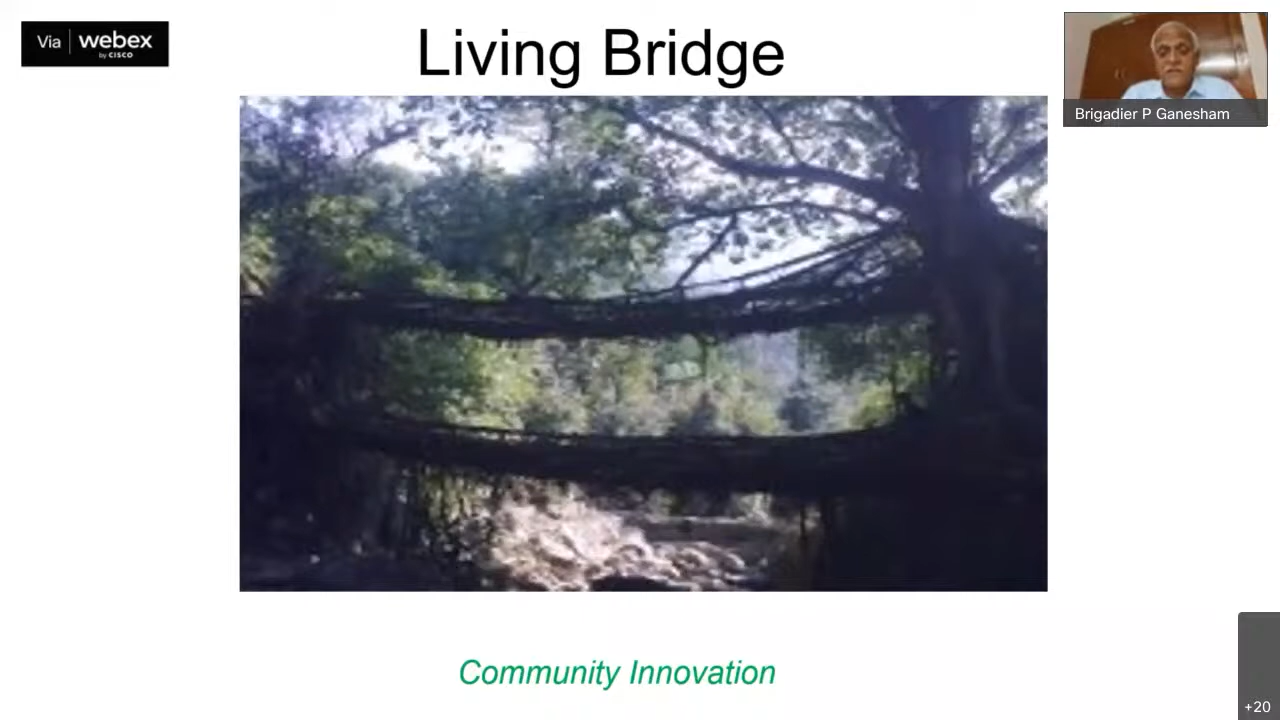 Via webex
by CISCO
Living Bridge
Brigadier P Ganesham
Community Innovation
+20